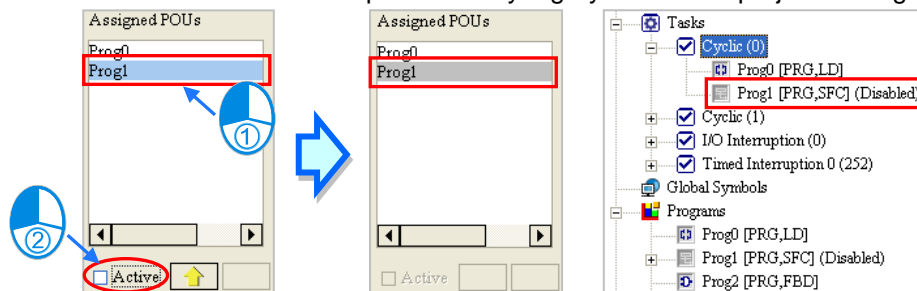 Assigned POUs
Prog0
Prog1
1
2
Active
Assigned POUs
Prog0
Prog1
Active
Tasks
Cyclic (0)
Prog0 [PRG,LD]
Prog1 [PRG,SFC] (Disabled)
Cyclic (1)
I/O Interruption (0)
Timed Interruption 0 (252)
Global Symbols
Programs
Prog0 [PRG,LD]
Prog1 [PRG,SFC] (Disabled)
Prog2 [PRG,FBD]